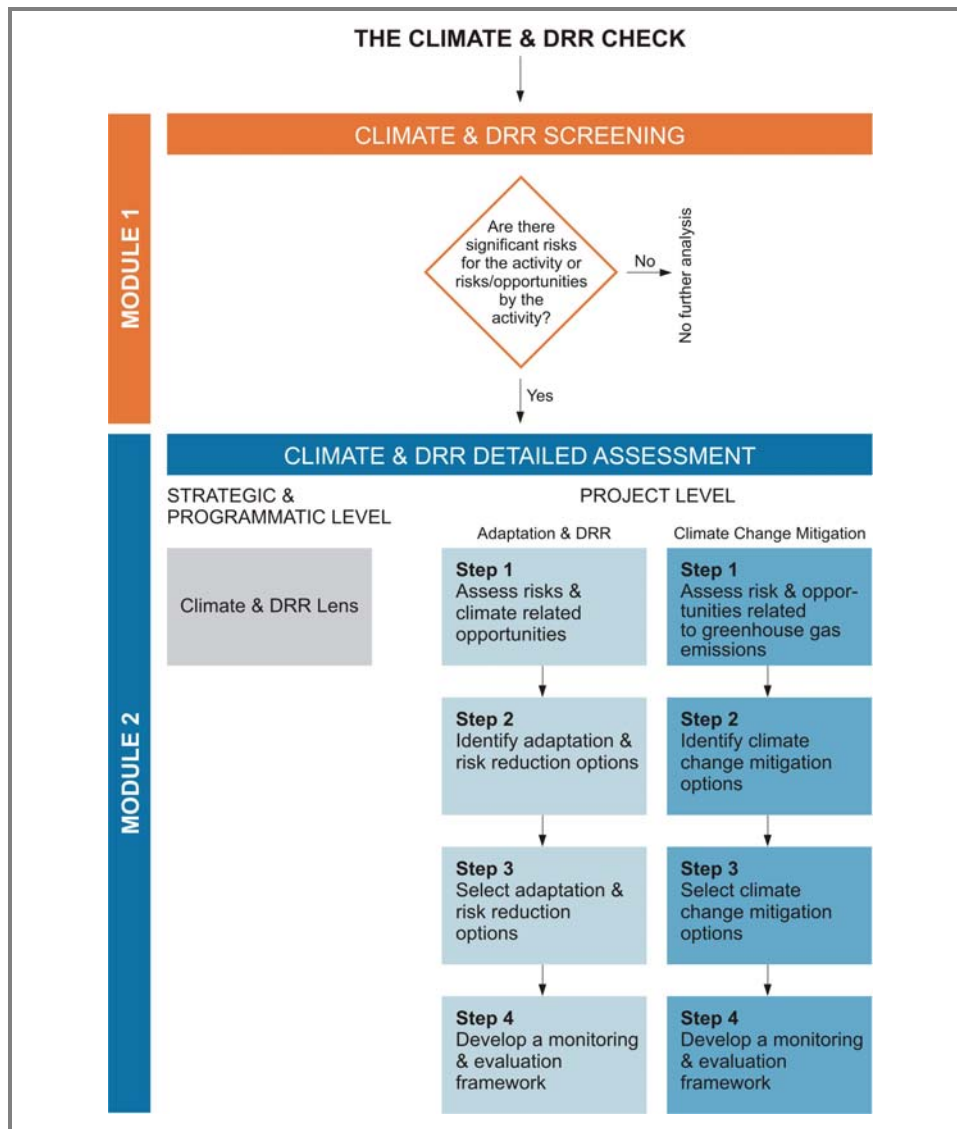 THE CLIMATE & DRR CHECK
MODULE 1
CLIMATE & DRR SCREENING
Are there
significant risks
for the activity or
risks/opportunities
by the
activity?
No
No further analysis
Yes
MODULE 2
CLIMATE & DRR DETAILED ASSESSMENT
STRATEGIC &
PROGRAMMATIC LEVEL
Climate & DRR Lens
PROJECT LEVEL
Adaptation & DRR
Step 1
Assess risks &
climate related
opportunities
Step 2
Identify adaptation &
risk reduction options
Step 3
Select adaptation &
risk reduction
options
Step 4
Develop a monitoring
& evaluation
framework
Climate Change Mitigation
Step 1
Assess risk & oppor-
tunities related
to greenhouse gas
emissions
Step 2
Identify climate
change mitigation
options
Step 3
Select climate
change mitigation
options
Step 4
Develop a monitoring
& evaluation
framework